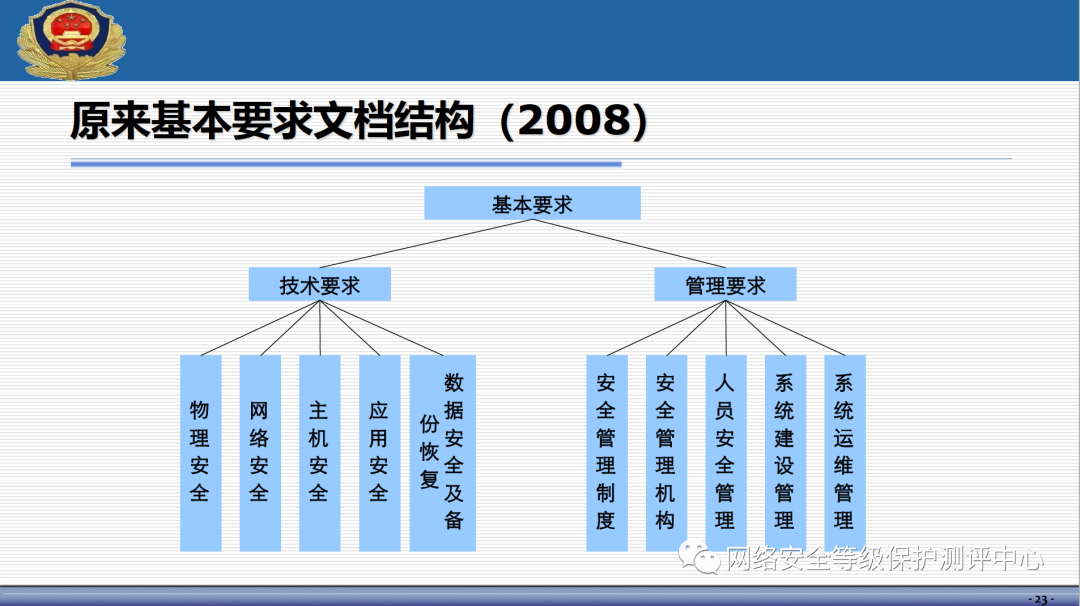 原来基本要求文档结构（2008）
基本要求
技术要求
管理要求
物理安全
网络安全
主机安全
应用安全
数据安全及备
份恢复
安全管理制度
安全管理机构
人员安全管理
系统建设管理
系统运维管理
网络安全等级保护测评中心
- 23 -